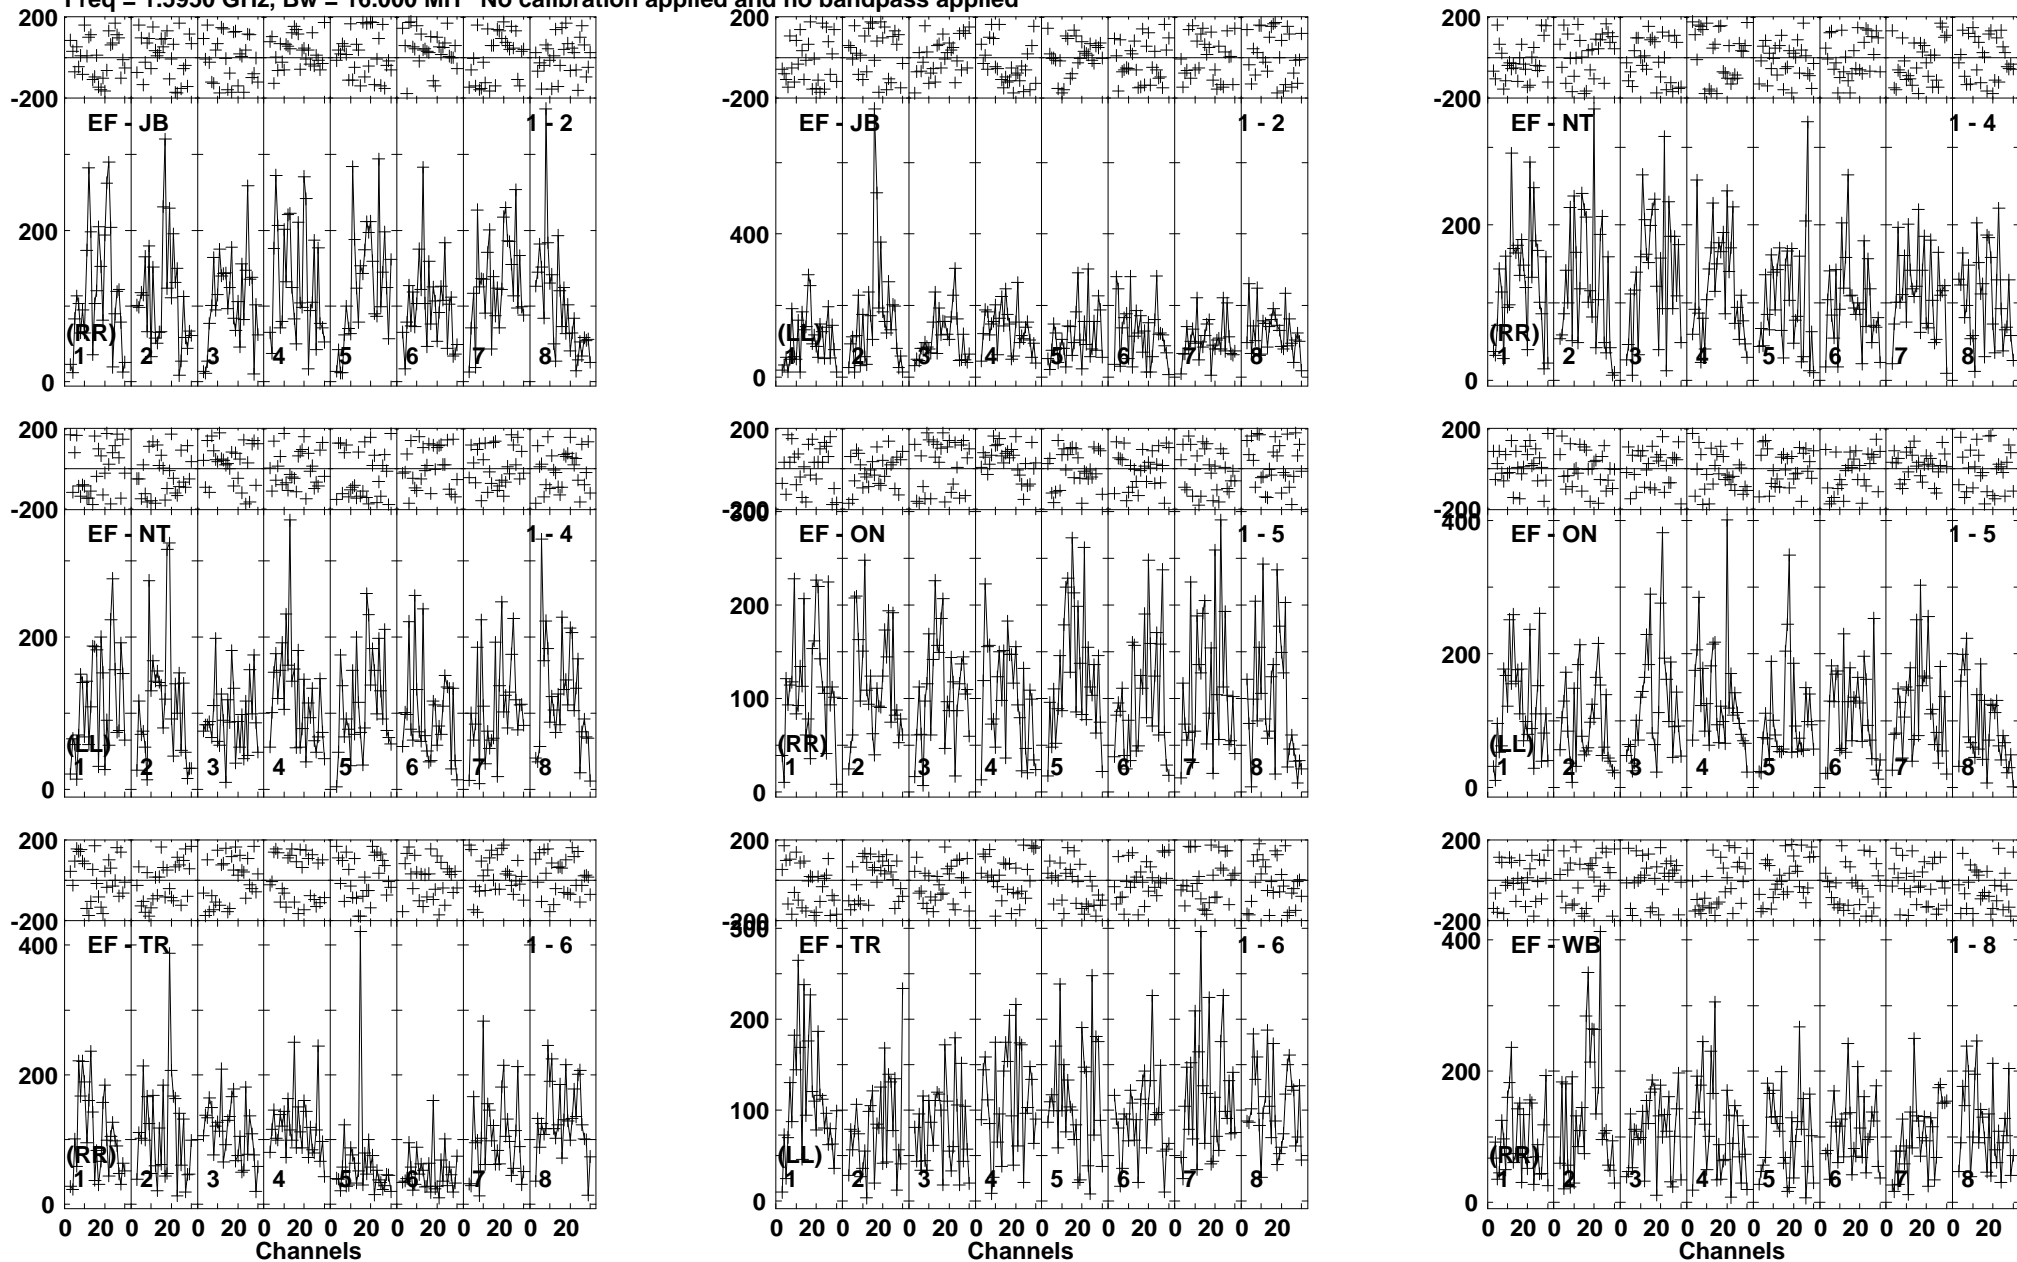 Freq = 1.5950 GHz, Bw = 16.000 MH No calibration applied and no bandpass applied
200 200 200
-200 -200 -200
EF - JB 1 - 2 EF - JB 1 - 2 EF - NT 1 - 4
200 400 200
200
(RR) (LL) (RR)
1 2 3 4 5 6 7 8 1 2 3 4 5 6 7 8 1 2 3 4 5 6 7 8
0 0 0
200 200 200
-200 -200 -200
300 400
EF - NT 1 - 4 EF - ON 1 - 5 EF - ON 1 - 5
200 200 200
100
(LL) (RR) (LL)
1 2 3 4 5 6 7 8 1 2 3 4 5 6 7 8 1 2 3 4 5 6 7 8
0 0 0
200 200 200
-200 -200 -200
400 300 400
EF - TR 1 - 6 EF - TR 1 - 6 EF - WB 1 - 8
200 200 200
100
(RR) (LL) (RR)
1 2 3 4 5 6 7 8 1 2 3 4 5 6 7 8 1 2 3 4 5 6 7 8
0 0 0
0 20 0 20 0 20 0 20 0 20 0 20 0 20 0 20 0 20 0 20 0 20 0 20 0 20 0 20 0 20 0 20 0 20 0 20 0 20 0 20 0 20 0 20 0 20 0 20
Channels Channels Channels